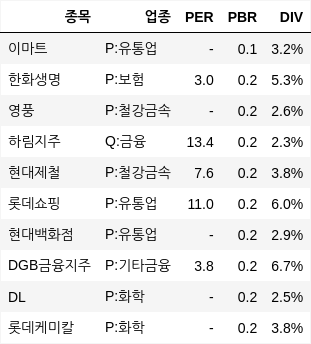 종목 업종 PER PBR DIV
이마트 P:유통업 - 0.1 3.2%
한화생명 P:보험 3.0 0.2 5.3%
영풍 P:철강금속 - 0.2 2.6%
하림지주 Q:금융 13.4 0.2 2.3%
현대제철 P:철강금속 7.6 0.2 3.8%
롯데쇼핑 P:유통업 11.0 0.2 6.0%
현대백화점 P:유통업 - 0.2 2.9%
DGB금융지주 P:기타금융 3.8 0.2 6.7%
DL P:화학 - 0.2 2.5%
롯데케미칼 P:화학 - 0.2 3.8%